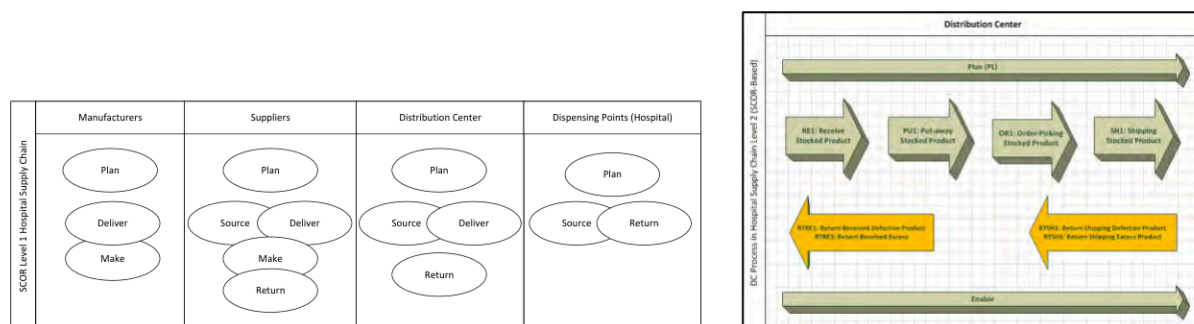 SCOR Level 1 Hospital Supply Chain
Manufacturers
Suppliers
Distribution Center
Dispensing Points (Hospital)
Plan
Deliver
Make
Plan
Source
Deliver
Make
Return
Plan
Source
Deliver
Return
Plan
Source
Return
DC Process in Hospital Supply Chain Level 2 (SCOR-Based)
Distribution Center
Plan (PL)
RE1: Receive
Stocked Product
PU1: Put-away
Stocked Product
OR1: Order-Picking
Stocked Product
SH1: Shipping
Stocked Product
RTRE1: Return Received Defective Product
RTRE3: Return Received Excess
RTSH1: Return Shipping Defective Product
RTSH3: Return Shipping Excess Product
Enable